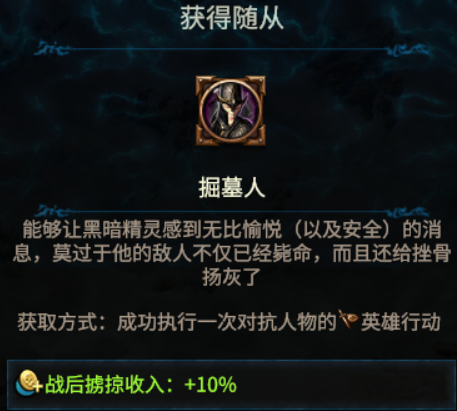 获得随从
掘墓人
能够让黑暗精灵感到无比愉悦（以及安全）的消
息，莫过于他的敌人不仅已经毙命，而且还给挫骨
扬灰了
获取方式：成功执行一次对抗人物的英雄行动
战后掳掠收入：+10%